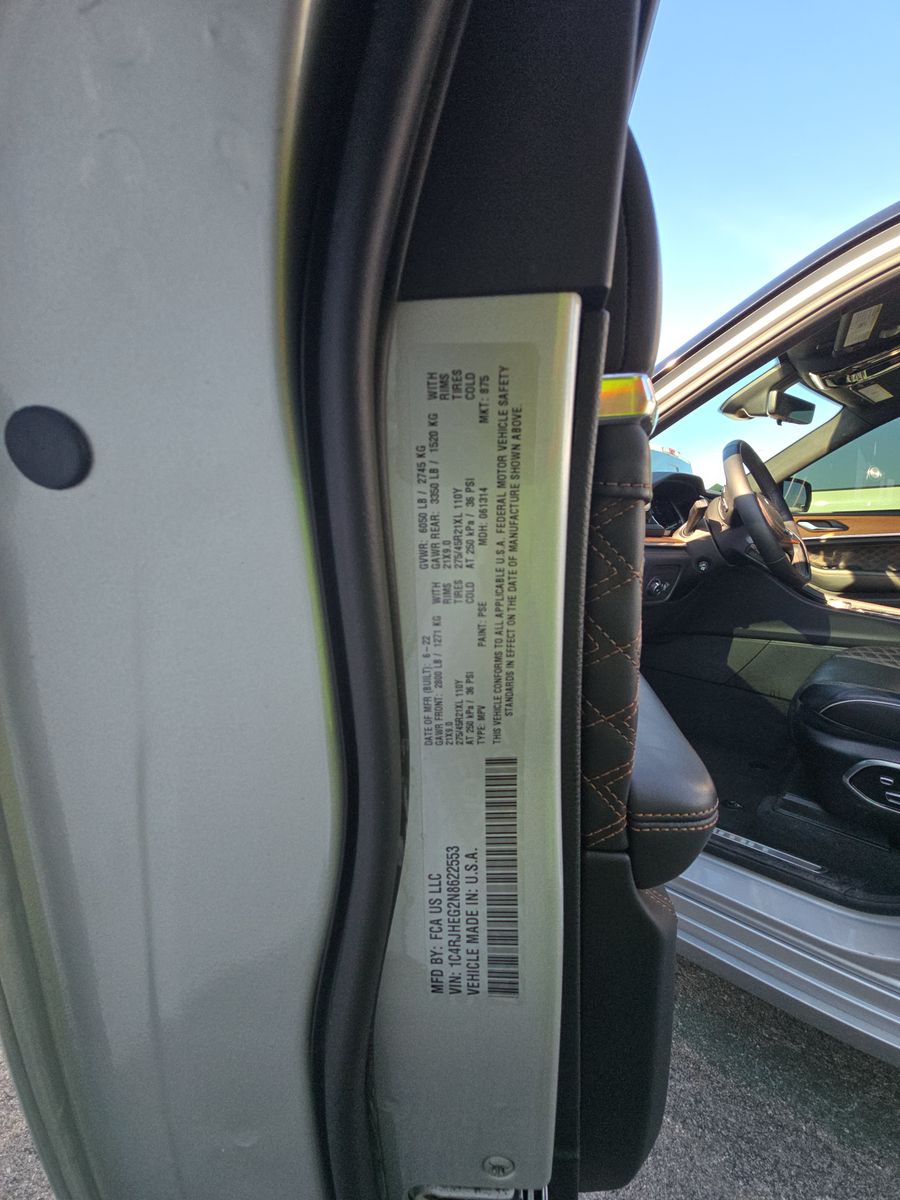 MFD BY: FCA US LLC
VIN: 1C4RJHEG2N8622553
VEHICLE MADE IN: U.S.A.
DATE OF MFR (BUILT): 6-22
GAWR FRONT: 2800 LB / 1271 KG WITH
21X9.0 RIMS
275/45R21XL 110Y TIRES
AT 250 kPa / 36 PSI COLD
TYPE: MPV PAINT: PSE
GVWR: 6050 LB / 2745 KG
GAWR REAR: 3350 LB / 1520 KG WITH
21X9.0 RIMS
275/45R21XL 110Y TIRES
AT 250 kPa / 36 PSI COLD
MDH: 061314 MKT: 875
THIS VEHICLE CONFORMS TO ALL APPLICABLE U.S.A. FEDERAL MOTOR VEHICLE SAFETY
STANDARDS IN EFFECT ON THE DATE OF MANUFACTURE SHOWN ABOVE.